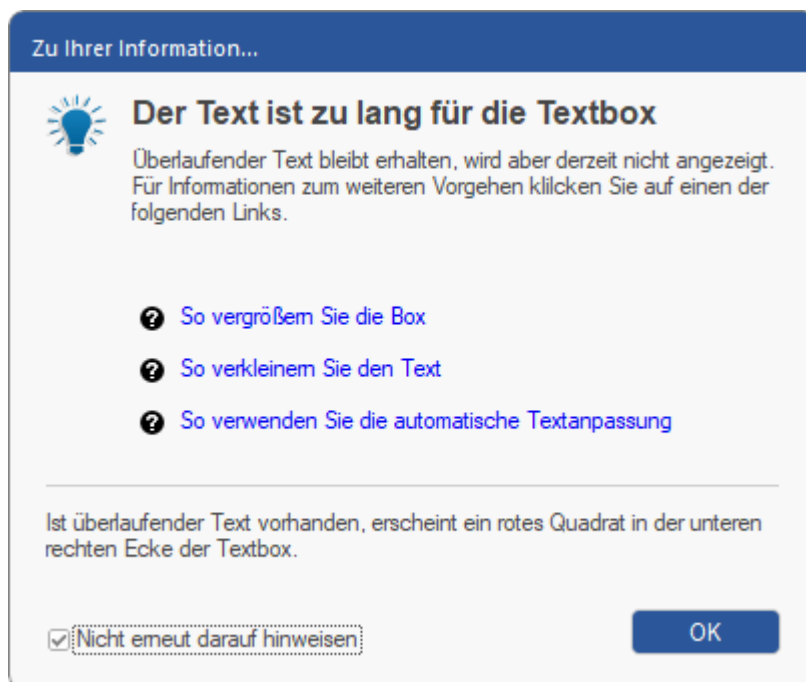 Zu Ihrer Information...
Der Text ist zu lang für die Textbox
Überlaufender Text bleibt erhalten, wird aber derzeit nicht angezeigt.
Für Informationen zum weiteren Vorgehen klilcken Sie auf einen der
folgenden Links.
So vergrößern Sie die Box
So verkleinern Sie den Text
So verwenden Sie die automatische Textanpassung
Ist überlaufender Text vorhanden, erscheint ein rotes Quadrat in der unteren
rechten Ecke der Textbox.
Nicht erneut darauf hinweisen
OK